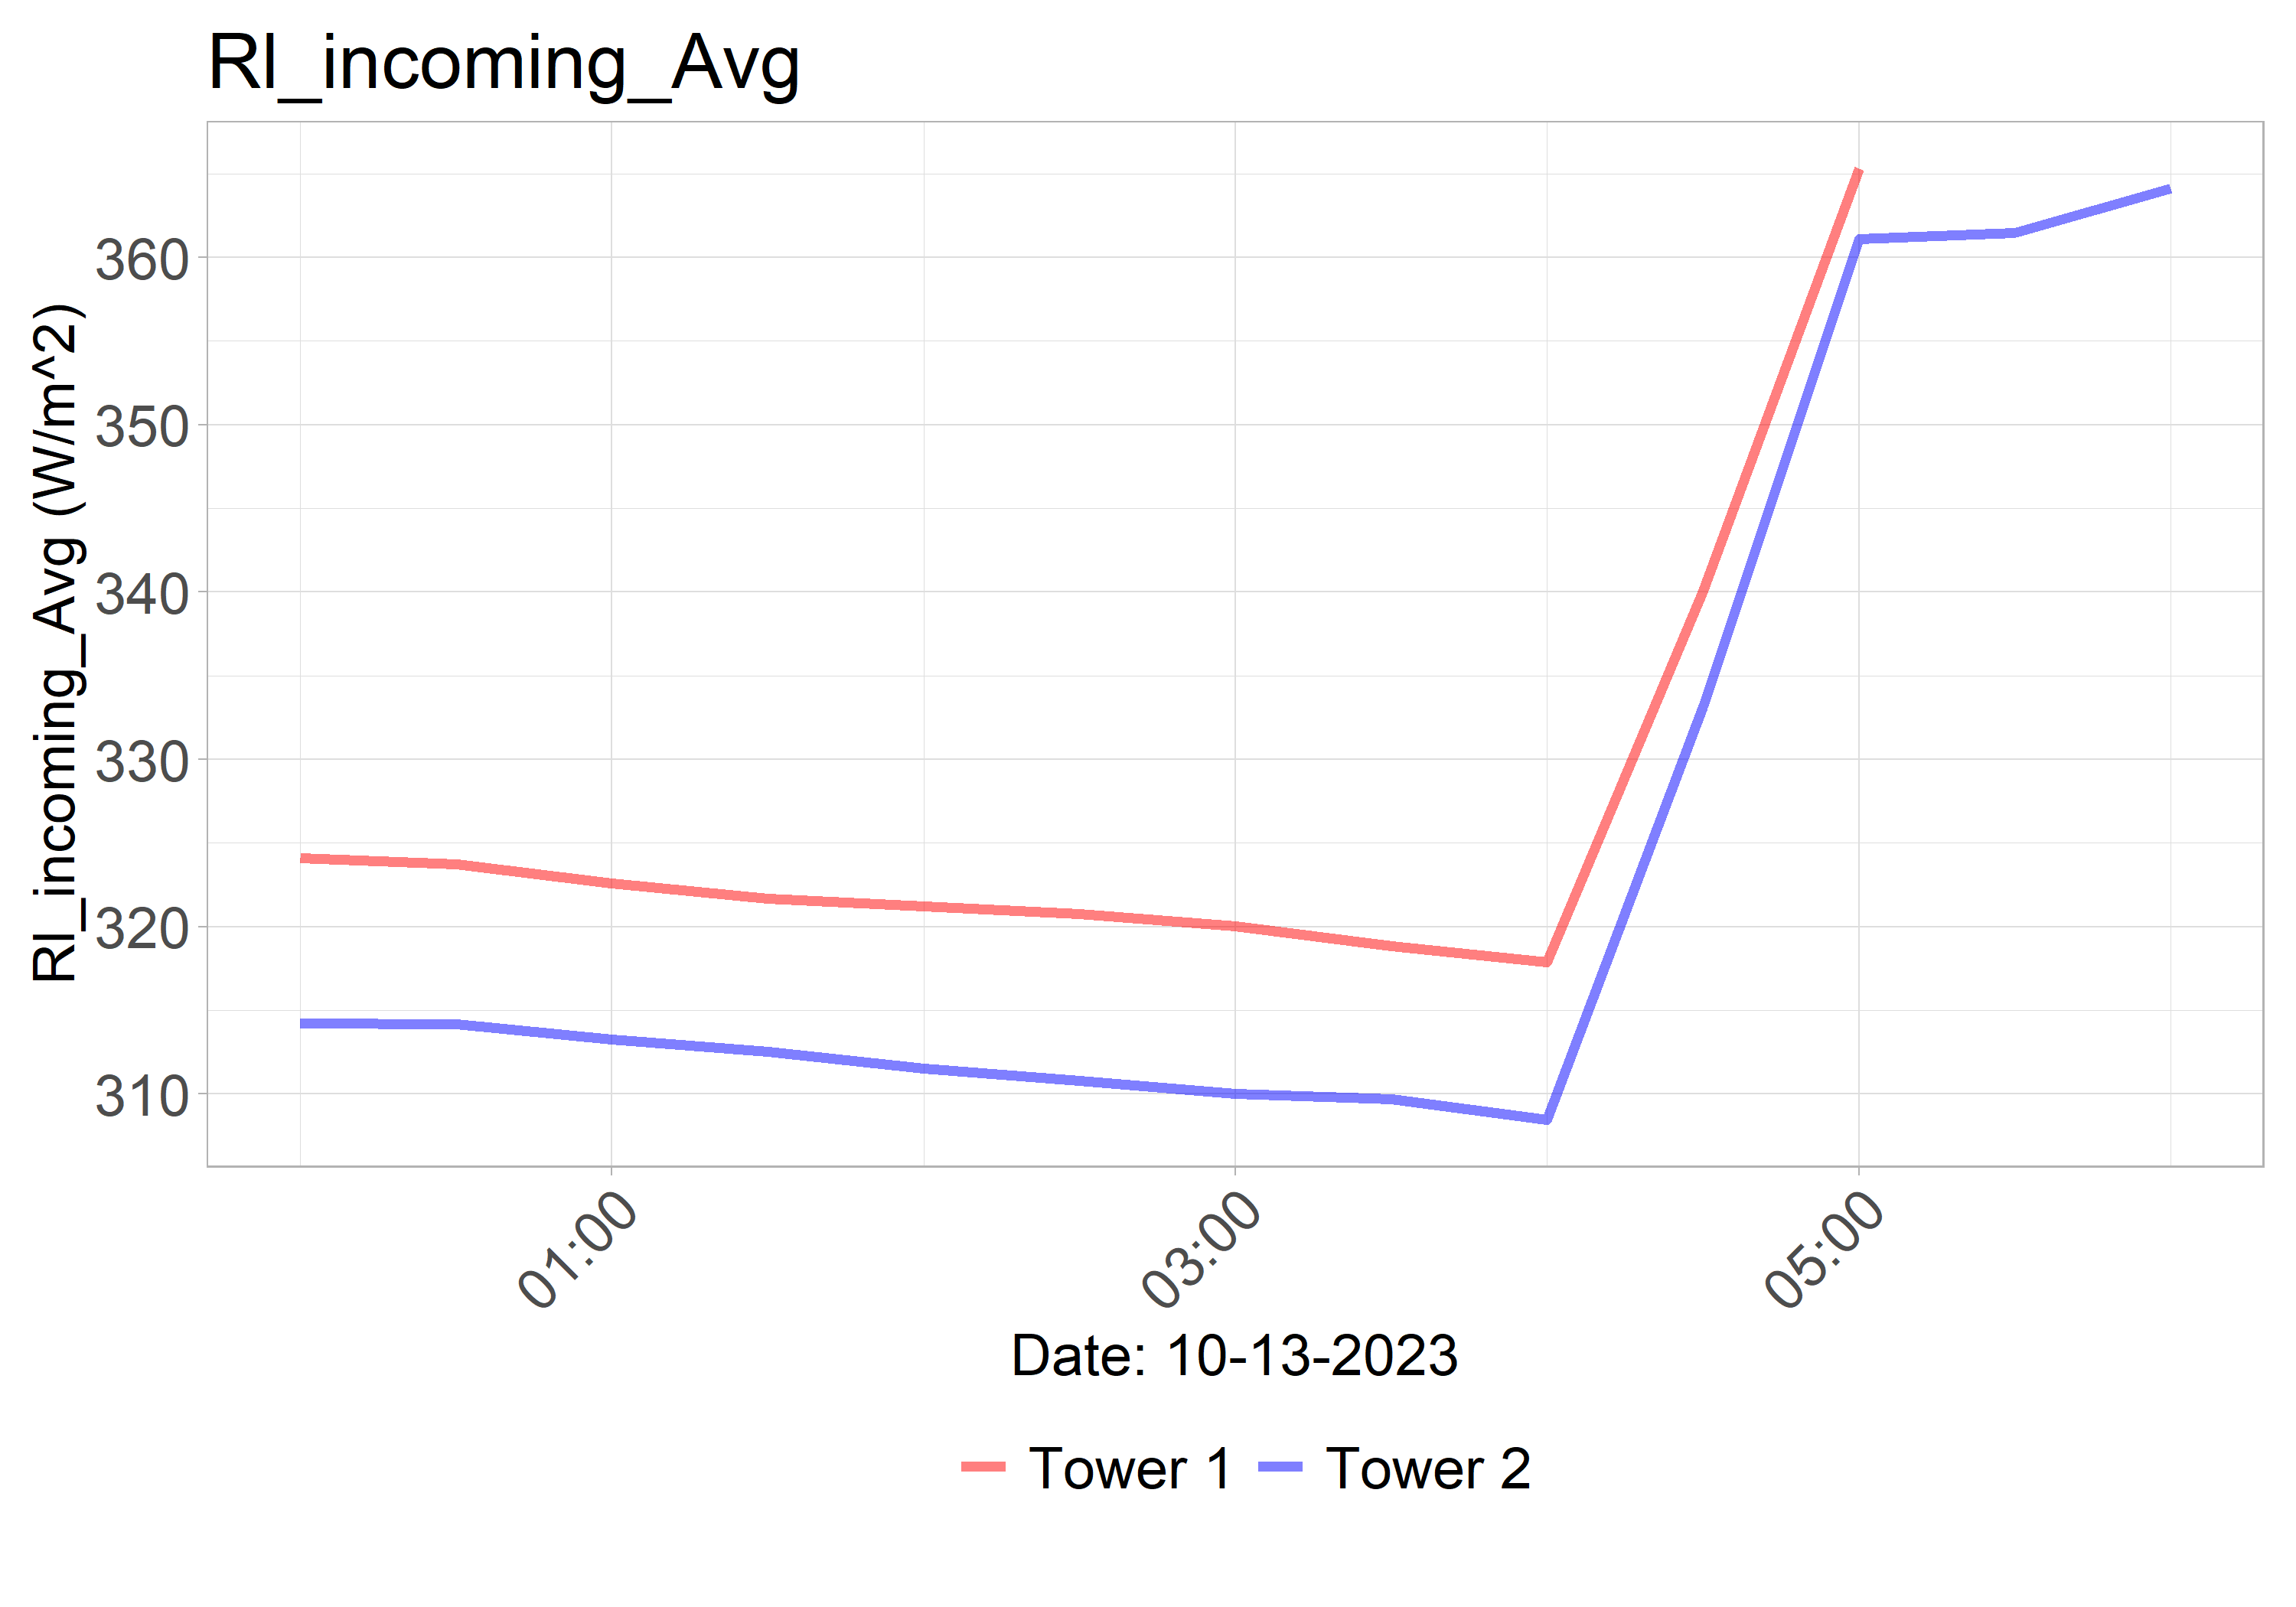 Rl_incoming_Avg
Rl_incoming_Avg (W/m^2)
360
350
340
330
320
310
01:00
03:00
05:00
Date: 10-13-2023
Tower 1
Tower 2